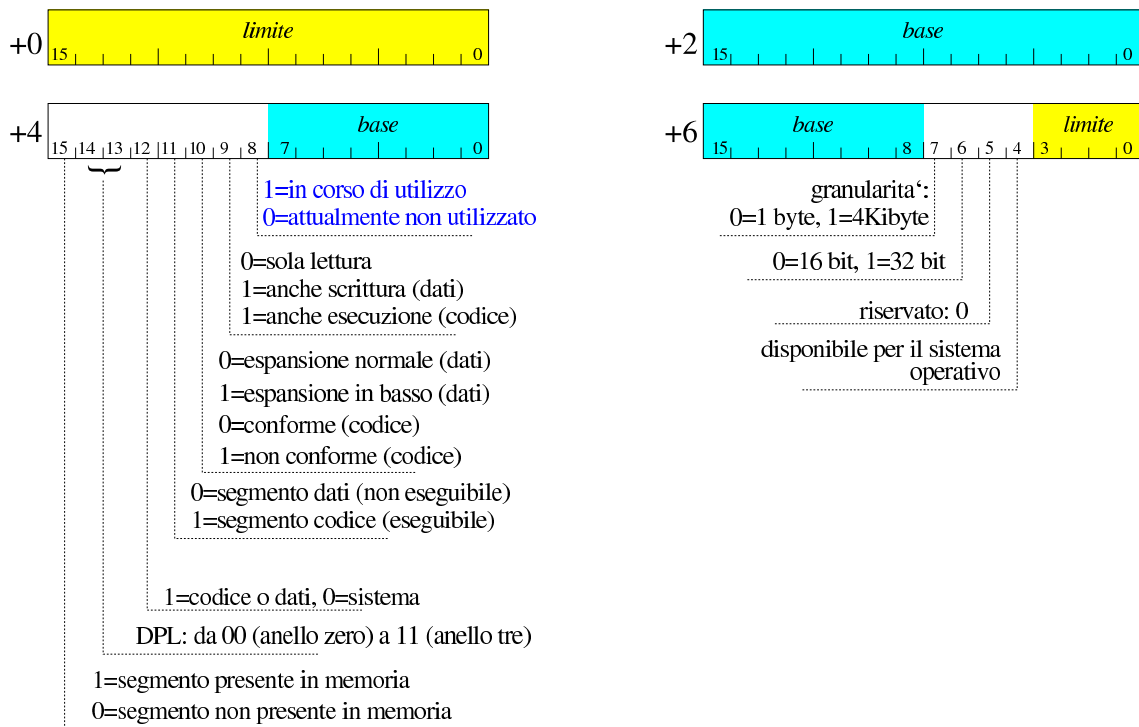 limite
+0
15 0
base
+2
15 0
base
+4
15 14 13 12 11 10 9 8 7 0
base limite
+6
15 8 7 6 5 4 3 0
1=in corso di utilizzo
0=attualmente non utilizzato
0=sola lettura
1=anche scrittura (dati)
1=anche esecuzione (codice)
0=espansione normale (dati)
1=espansione in basso (dati)
0=conforme (codice)
1=non conforme (codice)
0=segmento dati (non eseguibile)
1=segmento codice (eseguibile)
1=codice o dati, 0=sistema
DPL: da 00 (anello zero) a 11 (anello tre)
1=segmento presente in memoria
0=segmento non presente in memoria
granularita‘:
0=1 byte, 1=4Kibyte
0=16 bit, 1=32 bit
riservato: 0
disponibile per il sistema
operativo